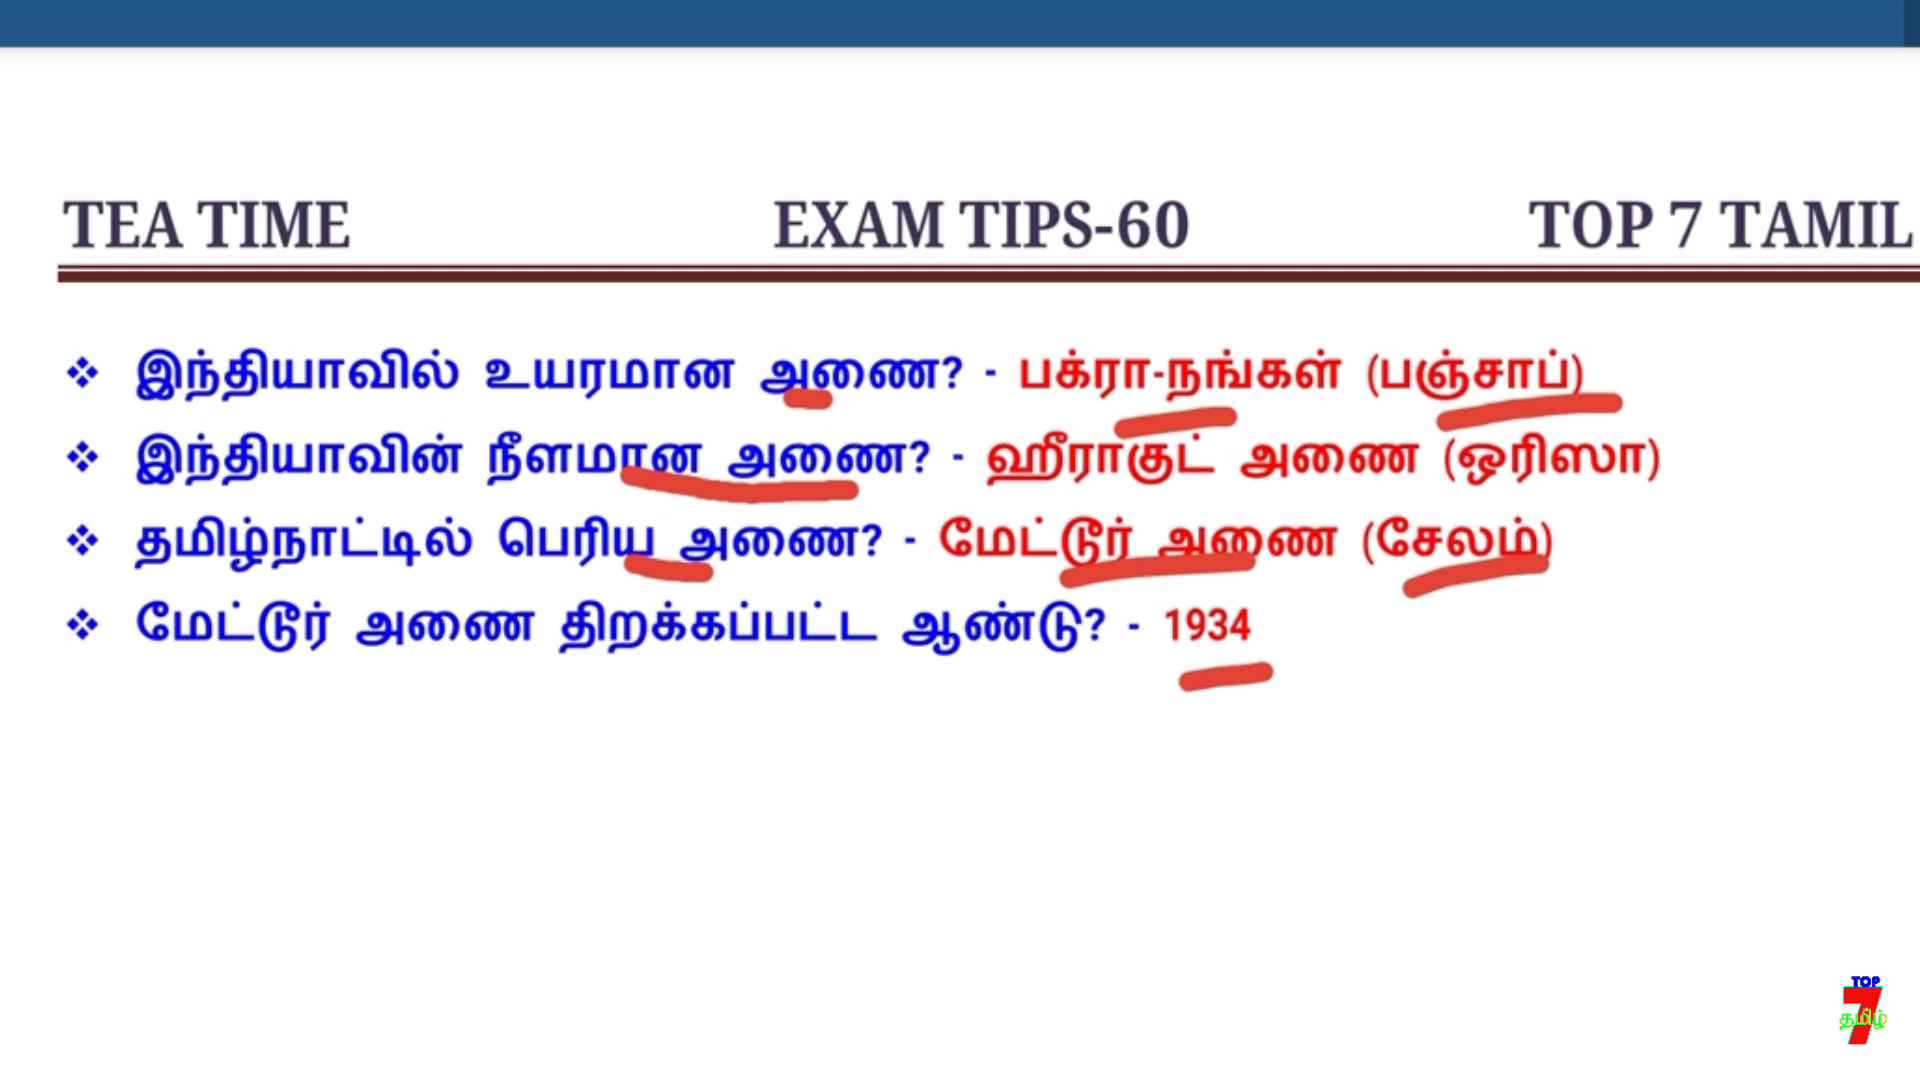 TEA TIME EXAM TIPS-60 TOP 7 TAMIL
❖ இந்தியாவில் உயரமான அணை? - பக்ரா-நங்கள் (பஞ்சாப்)
❖ இந்தியாவின் நீளமான அணை? - ஹீராகுட் அணை (ஒரிஸா)
❖ தமிழ்நாட்டில் பெரிய அணை? - மேட்டூர் அணை (சேலம்)
❖ மேட்டூர் அணை திறக்கப்பட்ட ஆண்டு? - 1934
TOP
7
தமிழ்